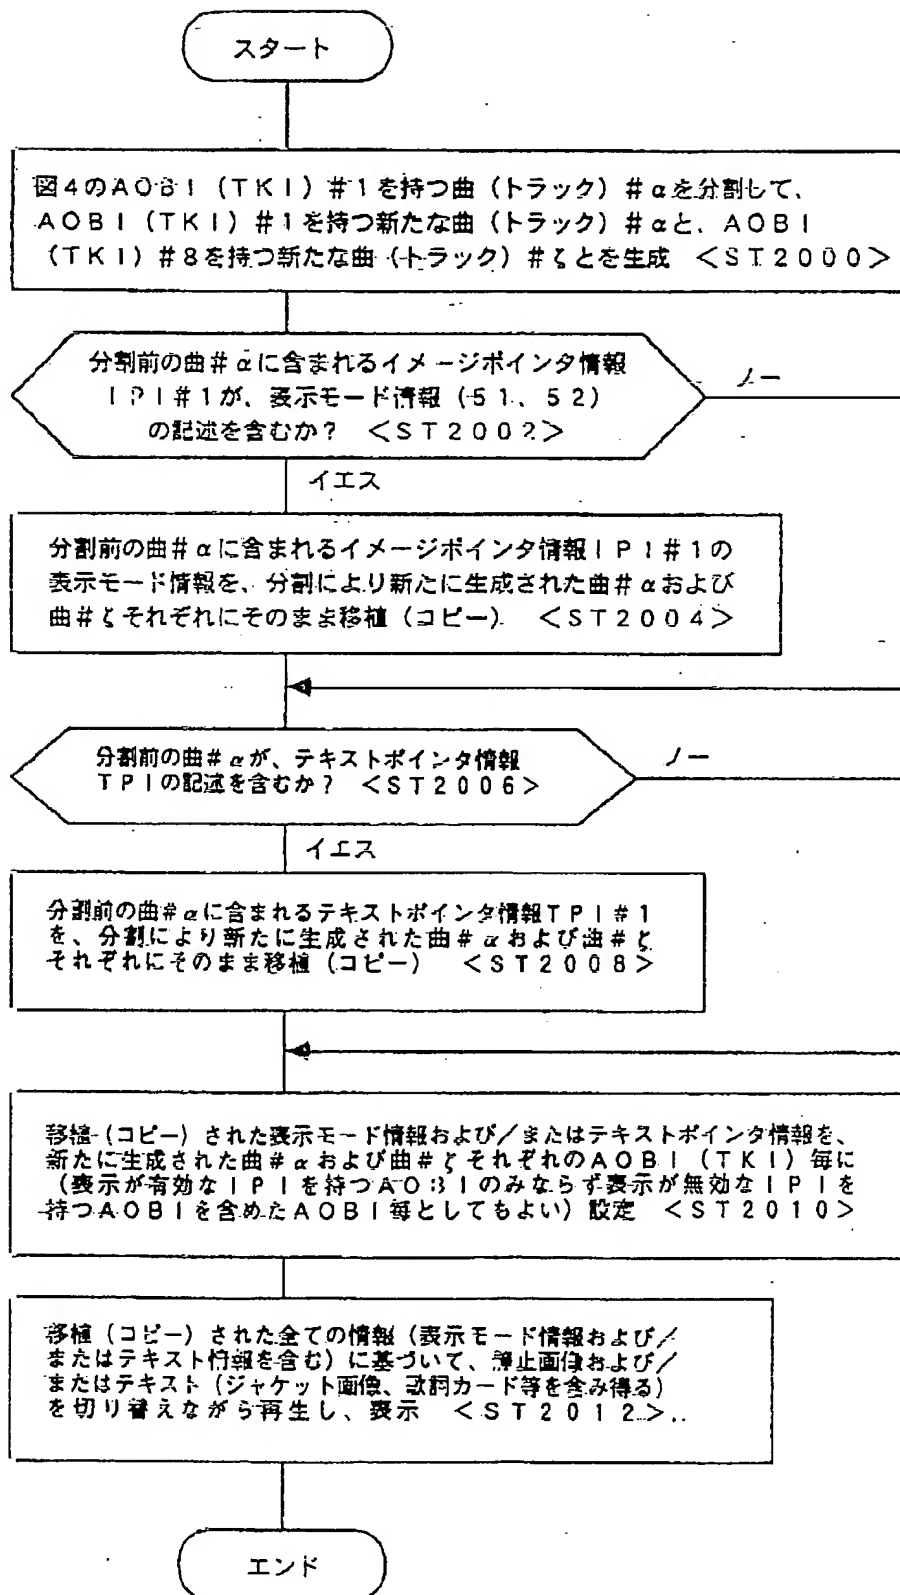 スタート
図4のAOBI（TKI）＃1を持つ曲（トラック）＃αを分割して、
AOBI（TKI）＃1を持つ新たな曲（トラック）＃αと、AOBI
（TKI）＃8を持つ新たな曲（トラック）＃ζとを生成 ＜ST2000＞
分割前の曲＃αに含まれるイメージポインタ情報
IPI＃1が、表示モード情報（51、52）
の記述を含むか？ ＜ST2002＞
ノー
イエス
分割前の曲＃αに含まれるイメージポインタ情報IPI＃1の
表示モード情報を、分割により新たに生成された曲＃αおよび
曲＃ζそれぞれにそのまま移植（コピー） ＜ST2004＞
分割前の曲＃αが、テキストポインタ情報
TPIの記述を含むか？ ＜ST2006＞
ノー
イエス
分割前の曲＃αに含まれるテキストポインタ情報TPI＃1
を、分割により新たに生成された曲＃αおよび曲＃ζ
それぞれにそのまま移植（コピー） ＜ST2008＞
移植（コピー）された表示モード情報および／またはテキストポインタ情報を、
新たに生成された曲＃αおよび曲＃ζそれぞれのAOBI（TKI）毎に
（表示が有効なIPIを持つAOBIのみならず表示が無効なIPIを
持つAOBIを含めたAOBI毎としてもよい）設定 ＜ST2010＞
移植（コピー）された全ての情報（表示モード情報および／
またはテキスト情報を含む）に基づいて、静止画像および／
またはテキスト（ジャケット画像、歌詞カード等を含み得る）
を切り替えながら再生し、表示 ＜ST2012＞
エンド